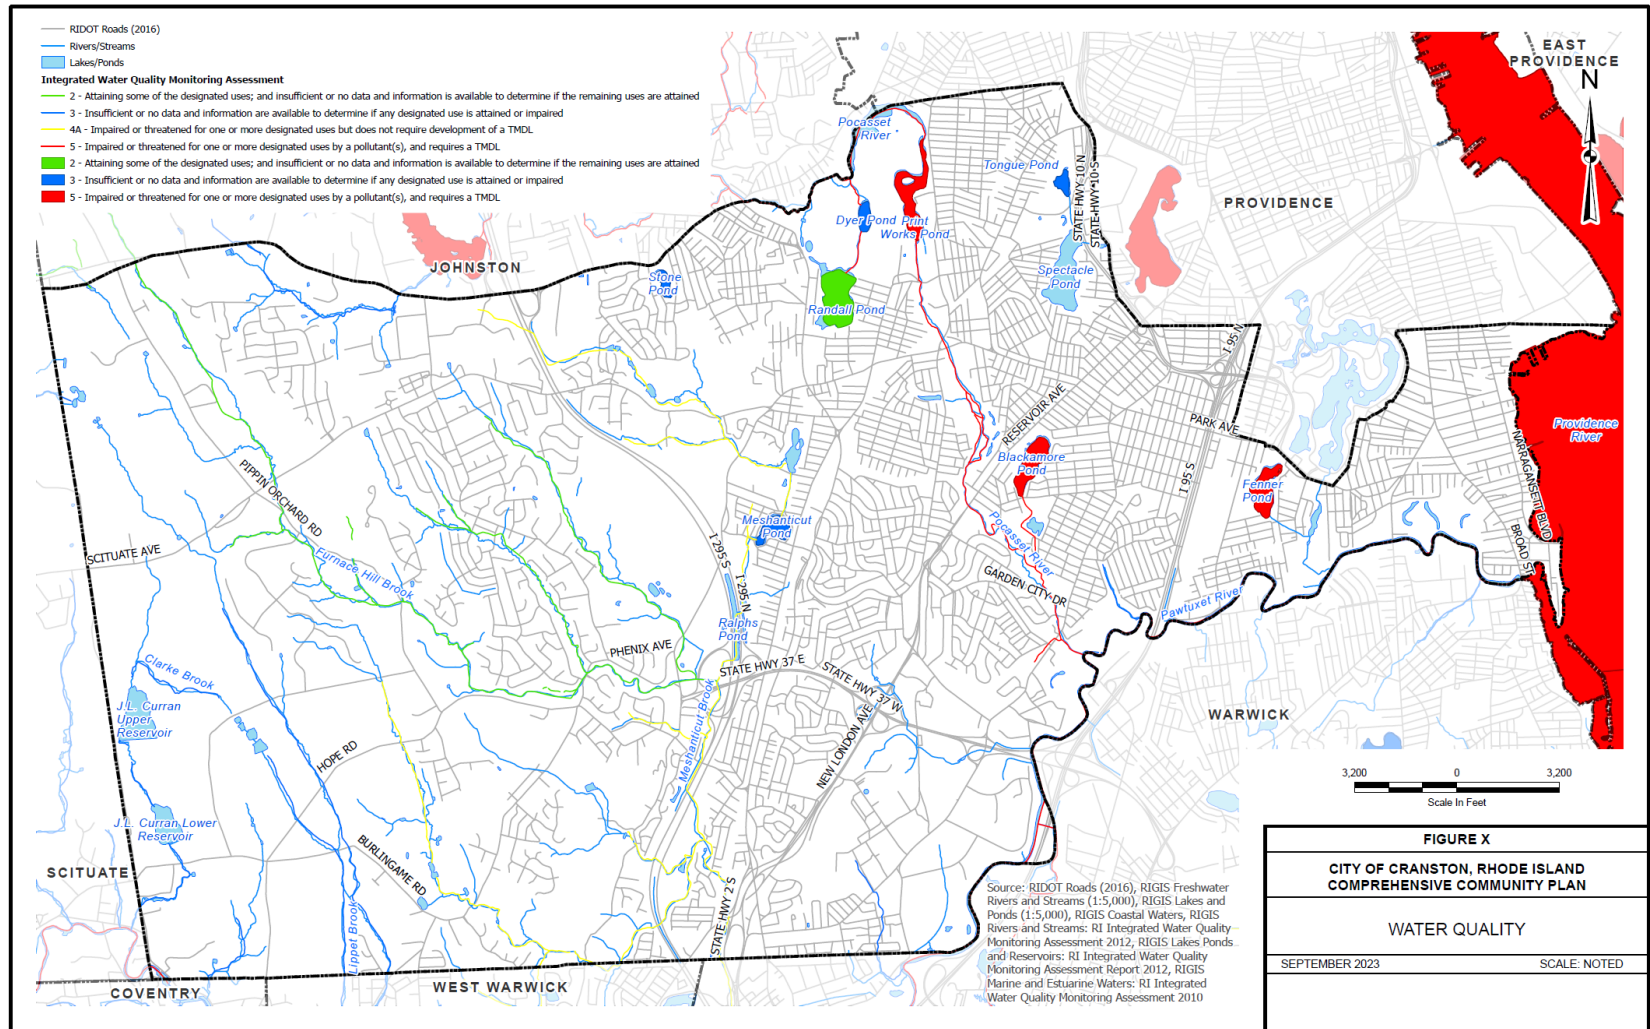 RIDOT Roads (2016)
Rivers/Streams
Lakes/Ponds
Integrated Water Quality Monitoring Assessment
2 - Attaining some of the designated uses; and insufficient or no data and information is available to determine if the remaining uses are attained
3 - Insufficient or no data and information are available to determine if any designated use is attained or impaired
4A - Impaired or threatened for one or more designated uses but does not require development of a TMDL
5 - Impaired or threatened for one or more designated uses by a pollutant(s), and requires a TMDL
2 - Attaining some of the designated uses; and insufficient or no data and information is available to determine if the remaining uses are attained
3 - Insufficient or no data and information are available to determine if any designated use is attained or impaired
5 - Impaired or threatened for one or more designated uses by a pollutant(s), and requires a TMDL
EAST
PROVIDENCE
N
Pocasset
River
Tongue Pond
STATE HWY 10 N
STATE HWY 10 S
PROVIDENCE
Dyer Pond
Print
Works Pond
JOHNSTON
Stone
Pond
Spectacle
Pond
Randall Pond
I 95 N
RESERVOIR AVE
PARK AVE
Providence
River
NARRAGANSETT BLVD
Blackamore
Pond
I 95 S
Fenner
Pond
PIPPIN ORCHARD RD
Meshanticut
Pond
Pocasset River
BROAD ST
SCITUATE AVE
I 295 S
Furnace Hill Brook
I 295 N
GARDEN CITY DR
Pawtuxet River
Ralphs
Pond
PHENIX AVE
STATE HWY 37 E
STATE HWY 37 W
Clarke Brook
J.L. Curran
Upper
Reservoir
Meshanticut Brook
NEW LONDON AVE
WARWICK
HOPE RD
3,200
0
3,200
Scale In Feet
J.L. Curran Lower
Reservoir
BURLINGAME RD
SCITUATE
STATE HWY 2 S
Lippet Brook
COVENTRY
WEST WARWICK
Source: RIDOT Roads (2016), RIGIS Freshwater
Rivers and Streams (1:5,000), RIGIS Lakes and
Ponds (1:5,000), RIGIS Coastal Waters, RIGIS
Rivers and Streams: RI Integrated Water Quality
Monitoring Assessment 2012, RIGIS Lakes Ponds
and Reservoirs: RI Integrated Water Quality
Monitoring Assessment Report 2012, RIGIS
Marine and Estuarine Waters: RI Integrated
Water Quality Monitoring Assessment 2010
FIGURE X
CITY OF CRANSTON, RHODE ISLAND
COMPREHENSIVE COMMUNITY PLAN
WATER QUALITY
SEPTEMBER 2023
SCALE: NOTED